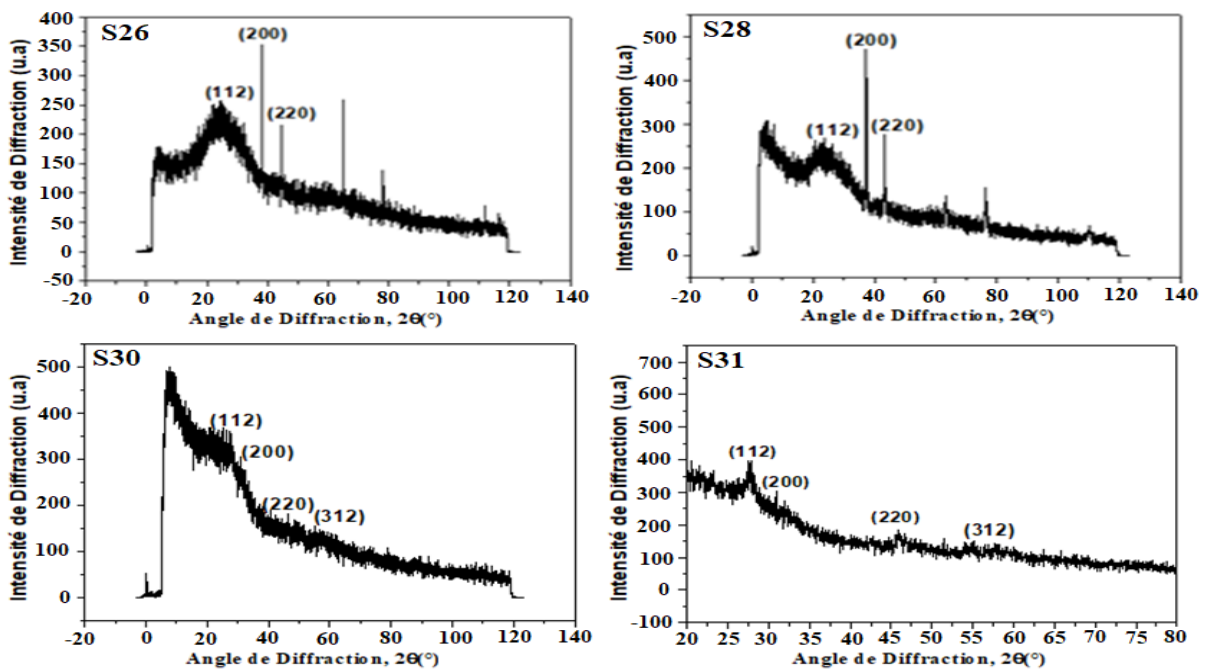 S26
(200)
(112)
(220)
Intensité de Diffraction (u.a)
400
350
300
250
200
150
100
50
0
-50
-20 0 20 40 60 80 100 120 140
Angle de Diffraction, 2Θ(°)
S28
(200)
(112)
(220)
Intensité de Diffraction (u.a)
500
400
300
200
100
0
-20 0 20 40 60 80 100 120 140
Angle de Diffraction, 2Θ(°)
S30
(112)
(200)
(220)
(312)
Intensité de Diffraction (u.a)
500
400
300
200
100
0
-20 0 20 40 60 80 100 120 140
Angle de Diffraction, 2Θ(°)
S31
(112)
(200)
(220)
(312)
Intensité de Diffraction (u.a)
700
600
500
400
300
200
100
0
-100
20 25 30 35 40 45 50 55 60 65 70 75 80
Angle de Diffraction, 2Θ(°)